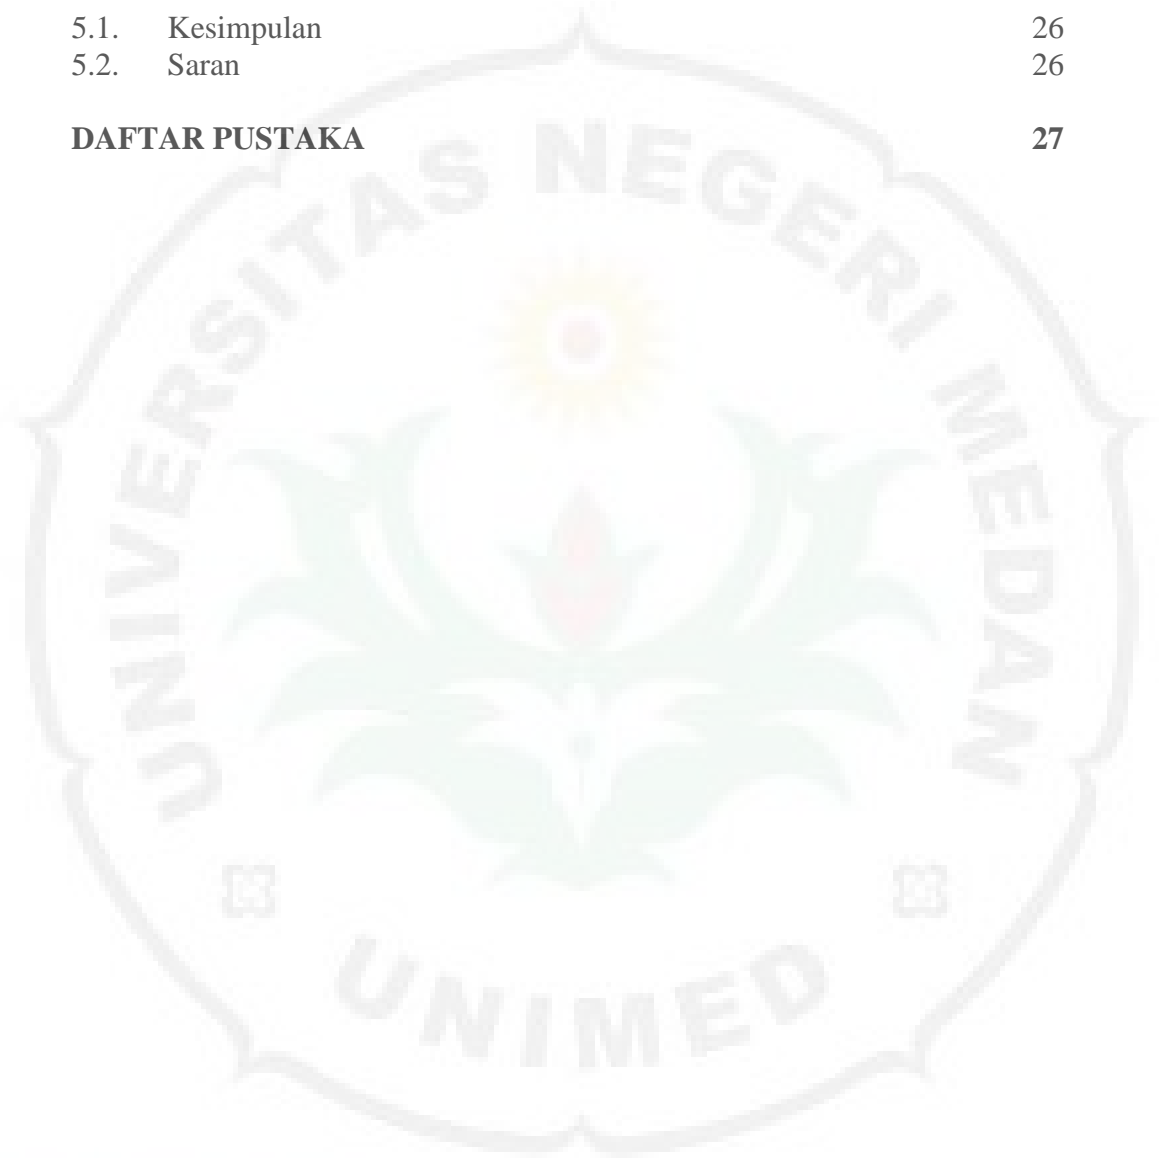 5.1. Kesimpulan 26
5.2. Saran 26
DAFTAR PUSTAKA 27
UNIVERSITAS NEGERI MEDAN
UNIMED